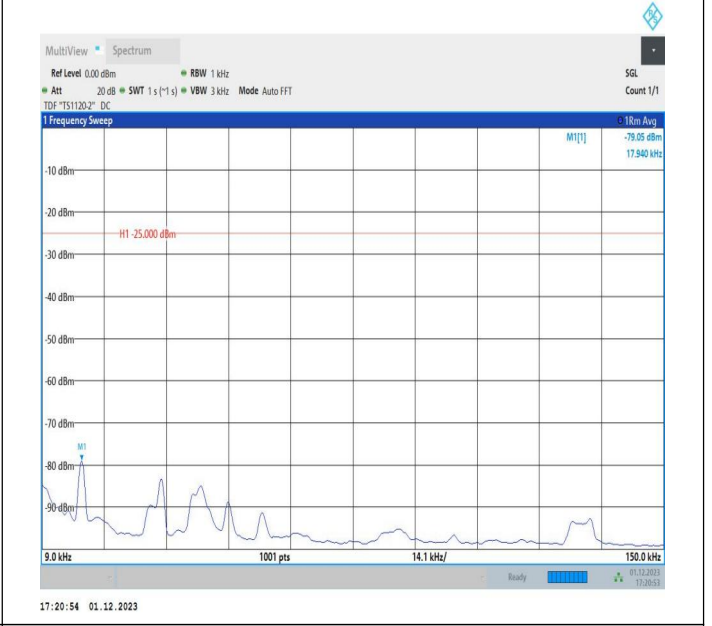 R S
MultiView Spectrum
Ref Level 0.00 dBm RBW 1 kHz SGL
Att 20 dB SWT 1 s (~1 s) VBW 3 kHz Mode Auto FFT Count 1/1
TDF "TS1120-2" DC
1 Frequency Sweep 1Rm Avg
M1[1] -79.05 dBm
17.940 kHz
-10 dBm
-20 dBm
H1 -25.000 dBm
-30 dBm
-40 dBm
-50 dBm
-60 dBm
-70 dBm
M1
-80 dBm
-90 dBm
9.0 kHz 1001 pts 14.1 kHz/ 150.0 kHz
Ready 01.12.2023
17:20:53
17:20:54 01.12.2023